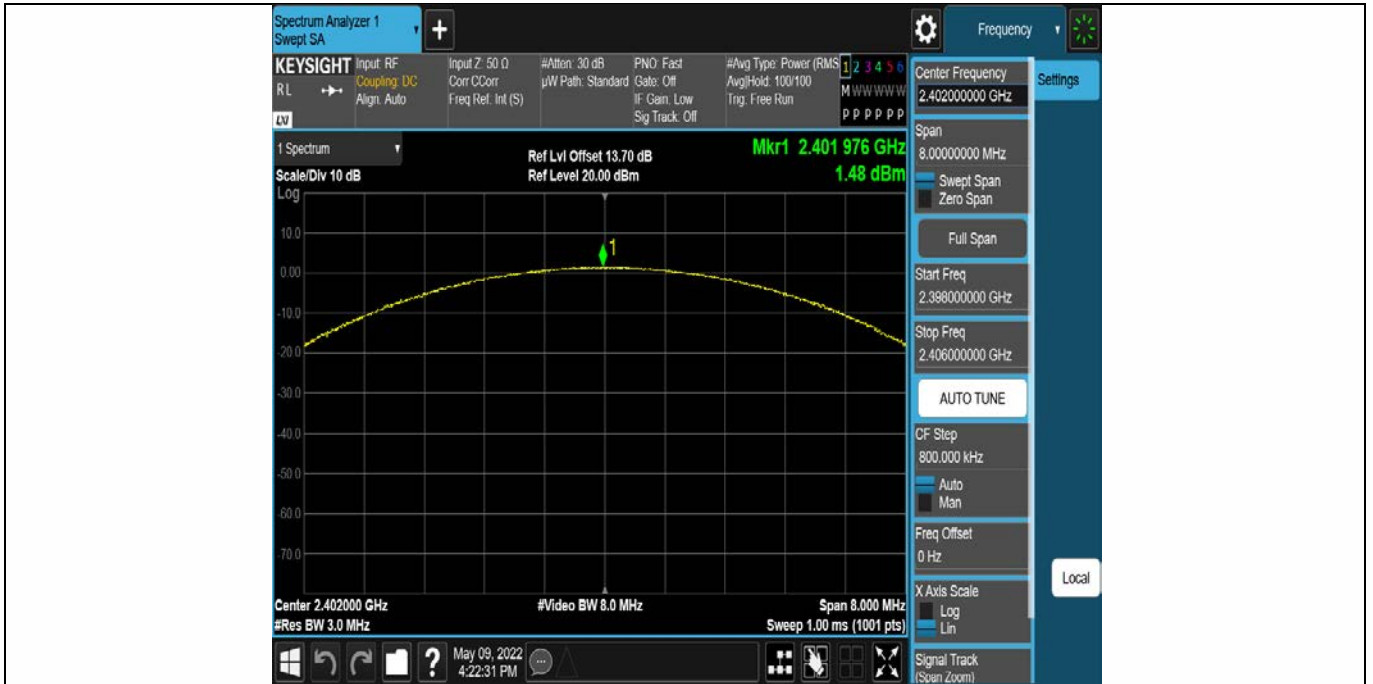 Spectrum Analyzer 1
Swept SA
+
Frequency
KEYSIGHT
RL
Input: RF
Coupling: DC
Align: Auto
Input Z: 50 Ω
Corr CCorr
Freq Ref: Int (S)
#Atten: 30 dB
µW Path: Standard
PNO: Fast
Gate: Off
IF Gain: Low
Sig Track: Off
#Avg Type: Power (RMS
Avg|Hold: 100/100
Trig: Free Run
1 2 3 4 5 6
M W W W W W
P P P P P P
1 Spectrum
Scale/Div 10 dB
Ref Lvl Offset 13.70 dB
Ref Level 20.00 dBm
Mkr1 2.401 976 GHz
1.48 dBm
Log
10.0
0.00
-10.0
-20.0
-30.0
-40.0
-50.0
-60.0
-70.0
1
Center 2.402000 GHz
#Res BW 3.0 MHz
#Video BW 8.0 MHz
Span 8.000 MHz
Sweep 1.00 ms (1001 pts)
?
May 09, 2022
4:22:31 PM
Center Frequency
2.402000000 GHz
Span
8.00000000 MHz
Swept Span
Zero Span
Full Span
Start Freq
2.398000000 GHz
Stop Freq
2.406000000 GHz
AUTO TUNE
CF Step
800.000 kHz
Auto
Man
Freq Offset
0 Hz
X Axis Scale
Log
Lin
Signal Track
(Span Zoom)
Settings
Local